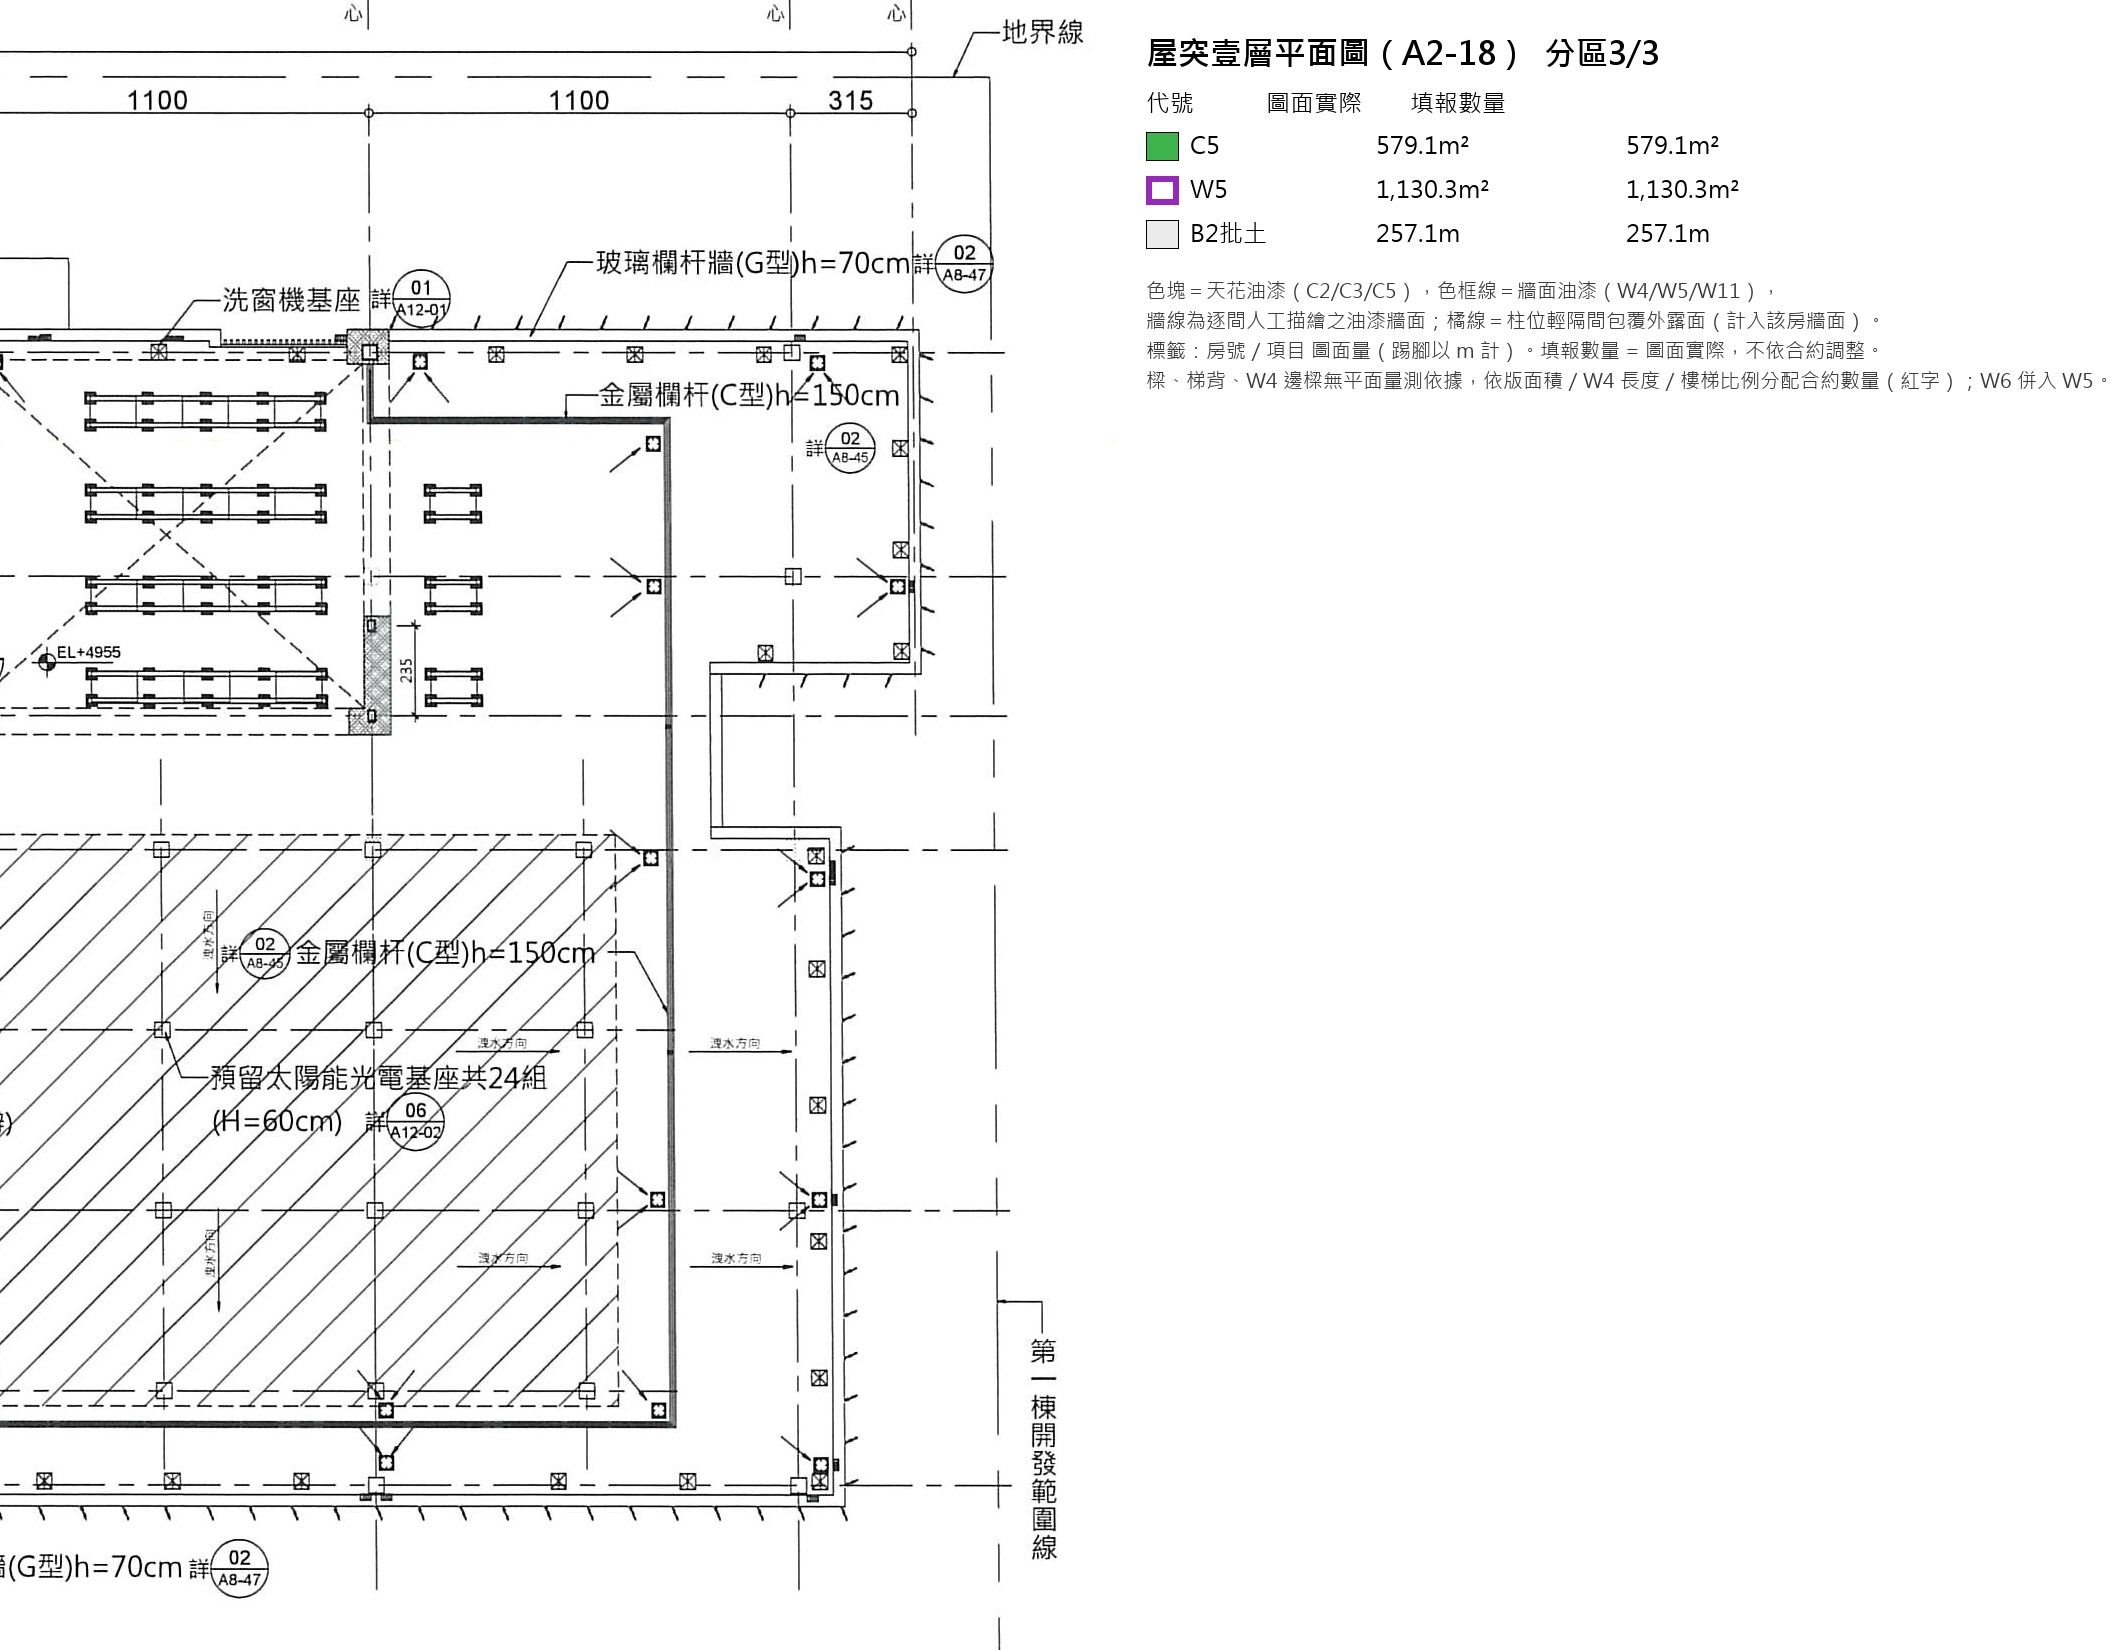 心
心
心
地界線
1100
1100
315
玻璃欄杆牆(G型)h=70cm詳
02
A8-47
洗窗機基座 詳
01
A12-01
金屬欄杆(C型)h=150cm
詳
02
A8-45
EL+4955
235
洩水方向
詳
02
A8-45
金屬欄杆(C型)h=150cm
洩水方向
洩水方向
預留太陽能光電基座共24組
(H=60cm)
詳
06
A12-02
洩水方向
洩水方向
洩水方向
第一棟開發範圍線
(G型)h=70cm 詳
02
A8-47
屋突壹層平面圖（A2-18） 分區3/3
代號 圖面實際 填報數量
C5 579.1m² 579.1m²
W5 1,130.3m² 1,130.3m²
B2批土 257.1m 257.1m
色塊＝天花油漆（C2/C3/C5），色框線＝牆面油漆（W4/W5/W11），
牆線為逐間人工描繪之油漆牆面；橘線＝柱位輕隔間包覆外露面（計入該房牆面）。
標籤：房號 / 項目 圖面量（踢腳以 m 計）。填報數量 = 圖面實際，不依合約調整。
樑、梯背、W4 邊樑無平面量測依據，依版面積 / W4 長度 / 樓梯比例分配合約數量（紅字）；W6 併入 W5。